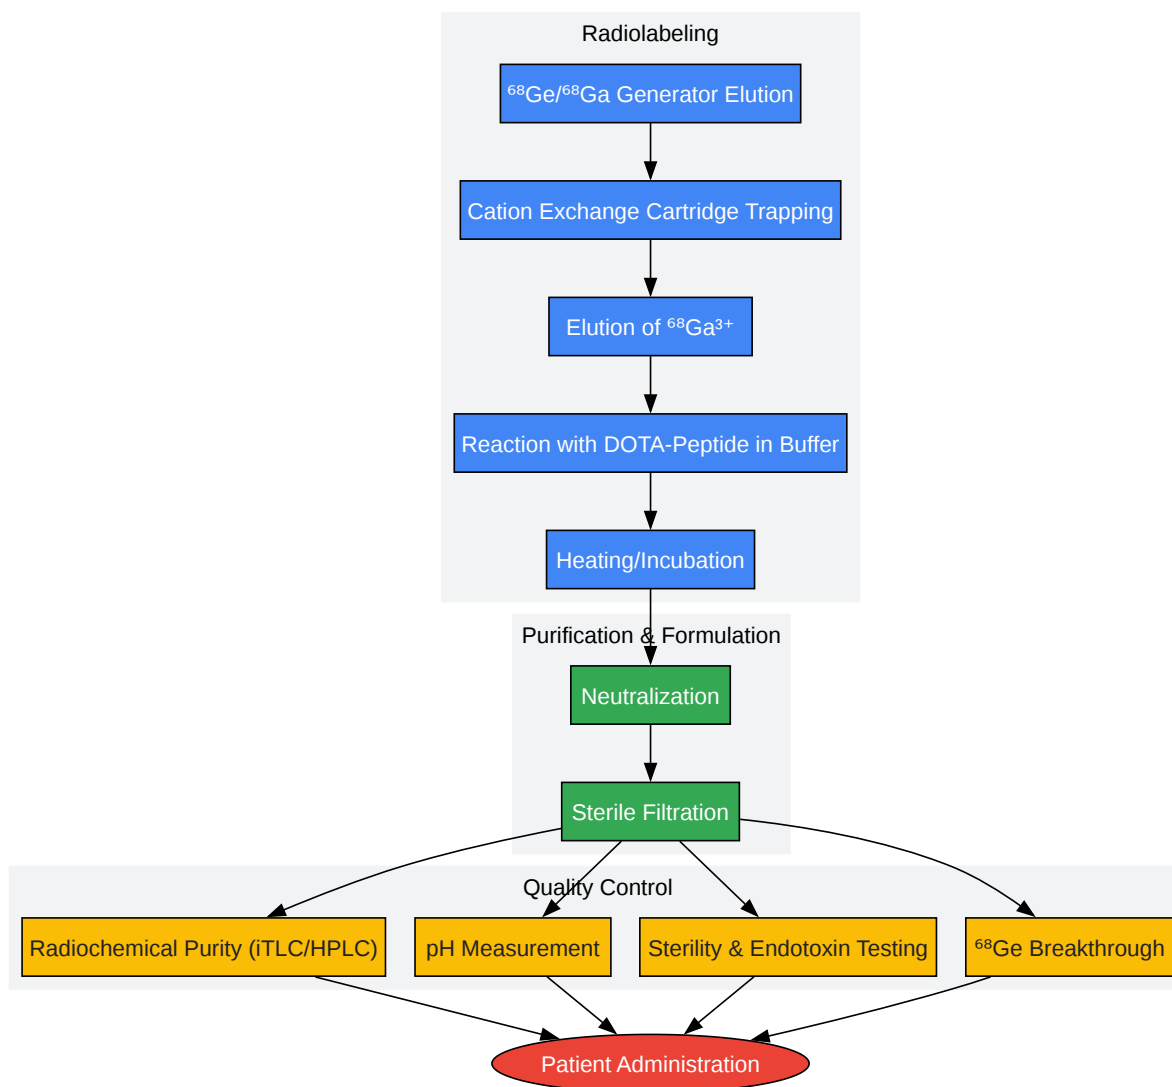 Radiolabeling
⁶⁸Ge/⁶⁸Ga Generator Elution
Cation Exchange Cartridge Trapping
Elution of ⁶⁸Ga³⁺
Reaction with DOTA-Peptide in Buffer
Heating/Incubation
Purification & Formulation
Neutralization
Sterile Filtration
Quality Control
Radiochemical Purity (iTLC/HPLC)
pH Measurement
Sterility & Endotoxin Testing
⁶⁸Ge Breakthrough
Patient Administration